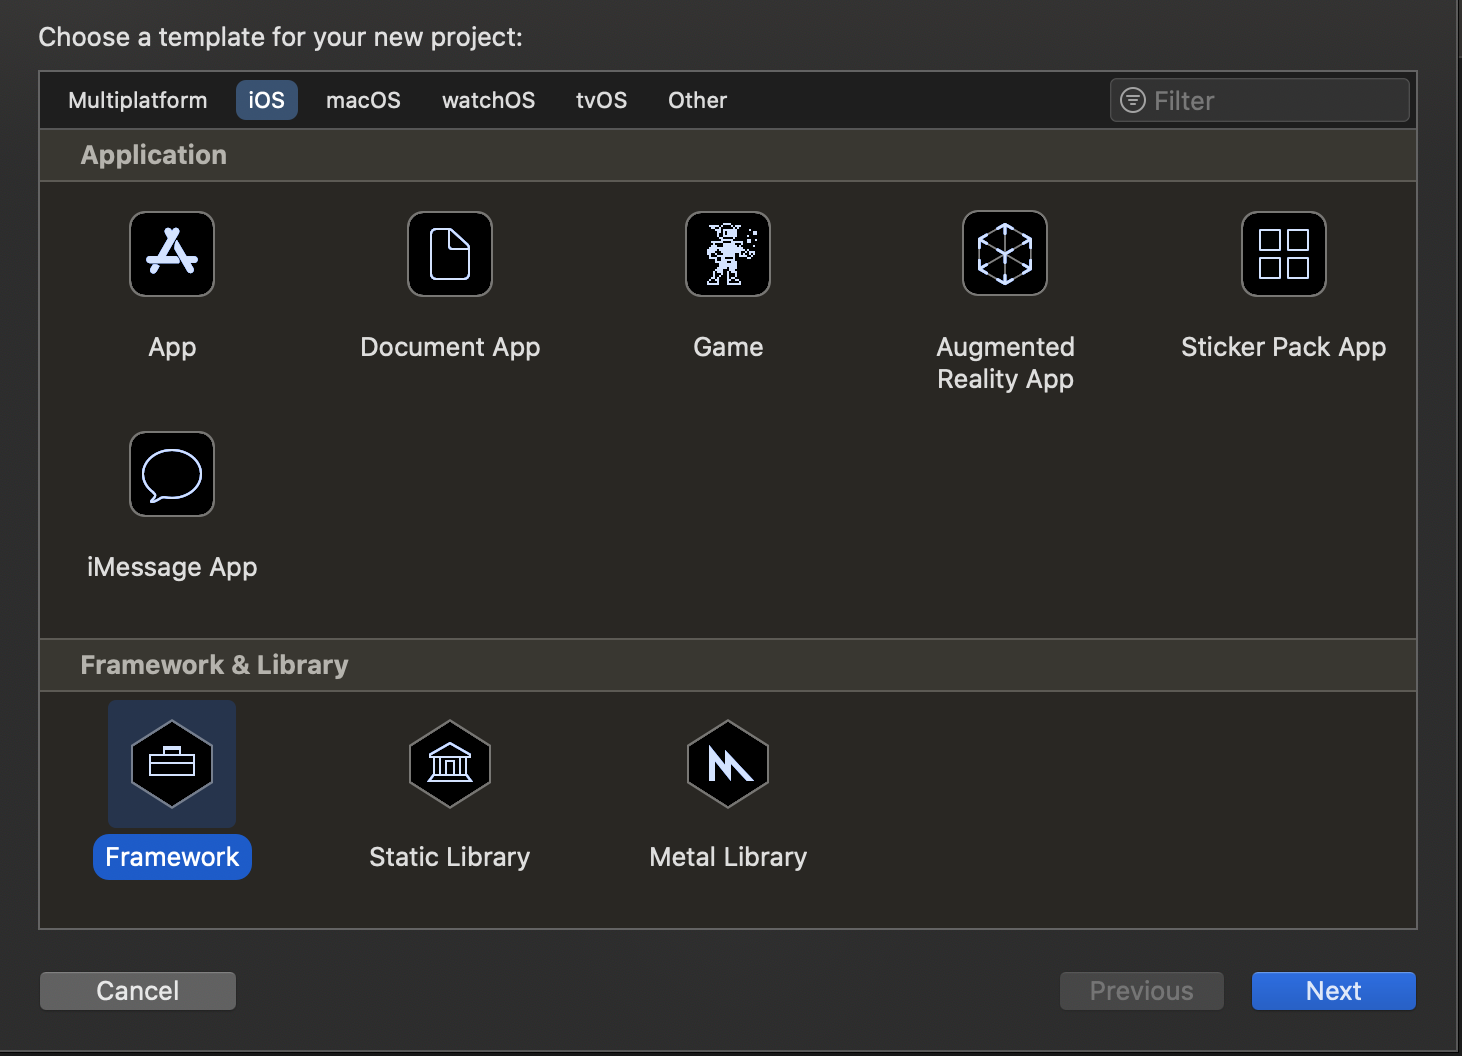 Choose a template for your new project:
Multiplatform iOS macOS watchOS tvOS Other Filter
Application
App Document App Game Augmented Sticker Pack App
Reality App
iMessage App
Framework & Library
Framework Static Library Metal Library
Cancel Previous Next